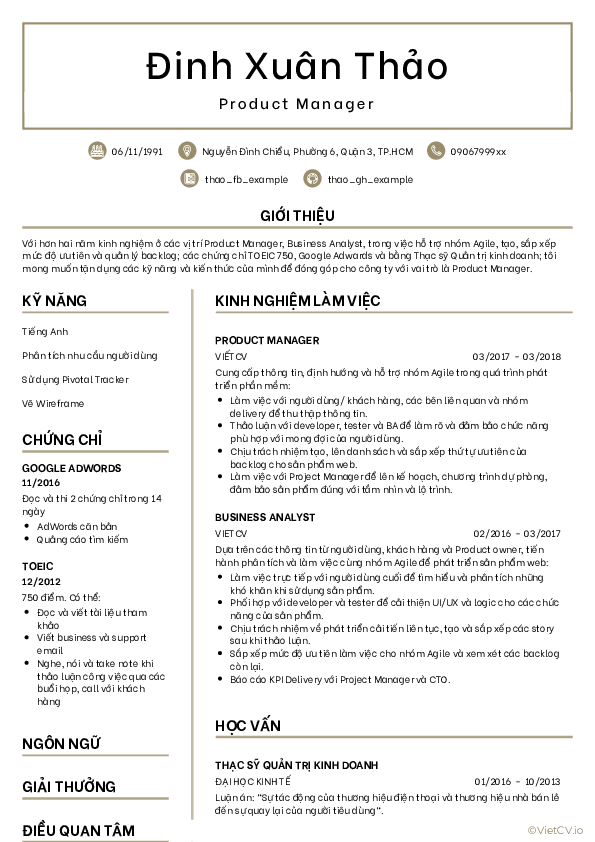 Đinh Xuân Thảo
Product Manager
06/11/1991
Nguyễn Đình Chiểu, Phường 6, Quận 3, TP.HCM
09067999xx
thao_fb_example
thao_gh_example
GIỚI THIỆU
Với hơn hai năm kinh nghiệm ở các vị trí Product Manager, Business Analyst, trong việc hỗ trợ nhóm Agile, tạo, sắp xếp
mức độ ưu tiên và quản lý backlog; các chứng chỉ TOEIC 750, Google Adwords và bằng Thạc sỹ Quản trị kinh doanh; tôi
mong muốn tận dụng các kỹ năng và kiến thức của mình để đóng góp cho công ty với vai trò là Product Manager.
KỸ NĂNG
Tiếng Anh
Phân tích nhu cầu người dùng
Sử dụng Pivotal Tracker
Vẽ Wireframe
CHỨNG CHỈ
GOOGLE ADWORDS
11/2016
Đọc và thi 2 chứng chỉ trong 14
ngày
AdWords căn bản
Quảng cáo tìm kiếm
TOEIC
12/2012
750 điểm. Có thể:
Đọc và viết tài liệu tham
khảo
Viết business và support
email
Nghe, nói và take note khi
thảo luận công việc qua các
buổi họp, call với khách
hàng
NGÔN NGỮ
GIẢI THƯỞNG
ĐIỀU QUAN TÂM
KINH NGHIỆM LÀM VIỆC
PRODUCT MANAGER
VIETCV 03/2017 - 03/2018
Cung cấp thông tin, định hướng và hỗ trợ nhóm Agile trong quá trình phát
triển phần mềm:
Làm việc với người dùng/ khách hàng, các bên liên quan và nhóm
delivery để thu thập thông tin.
Thảo luận với developer, tester và BA để làm rõ và đảm bảo chức năng
phù hợp với mong đợi của người dùng.
Chịu trách nhiệm tạo, lên danh sách và sắp xếp thứ tự ưu tiên của
backlog cho sản phẩm web.
Làm việc với Project Manager để lên kế hoạch, chương trình dự phòng,
đảm bảo sản phẩm đúng với tầm nhìn và lộ trình.
BUSINESS ANALYST
VIETCV 02/2016 - 03/2017
Dựa trên các thông tin từ người dùng, khách hàng và Product owner, tiến
hành phân tích và làm việc cùng nhóm Agile để phát triển sản phẩm web:
Làm việc trực tiếp với người dùng cuối để tìm hiểu và phân tích những
khó khăn khi sử dụng sản phẩm.
Phối hợp với developer và tester để cải thiện UI/UX và logic cho các chức
năng của sản phẩm.
Chịu trách nhiệm về phát triển cải tiến liên tục, tạo và sắp xếp các story
sau khi thảo luận.
Sắp xếp mức độ ưu tiên làm việc cho nhóm Agile và xem xét các backlog
còn lại.
Báo cáo KPI Delivery với Project Manager và CTO.
HỌC VẤN
THẠC SỸ QUẢN TRỊ KINH DOANH
ĐẠI HỌC KINH TẾ 01/2016 - 10/2013
Luận án: "Sự tác động của thương hiệu điện thoại và thương hiệu nhà bán lẻ
đến sự quay lại của người tiêu dùng".
©VietCV.io